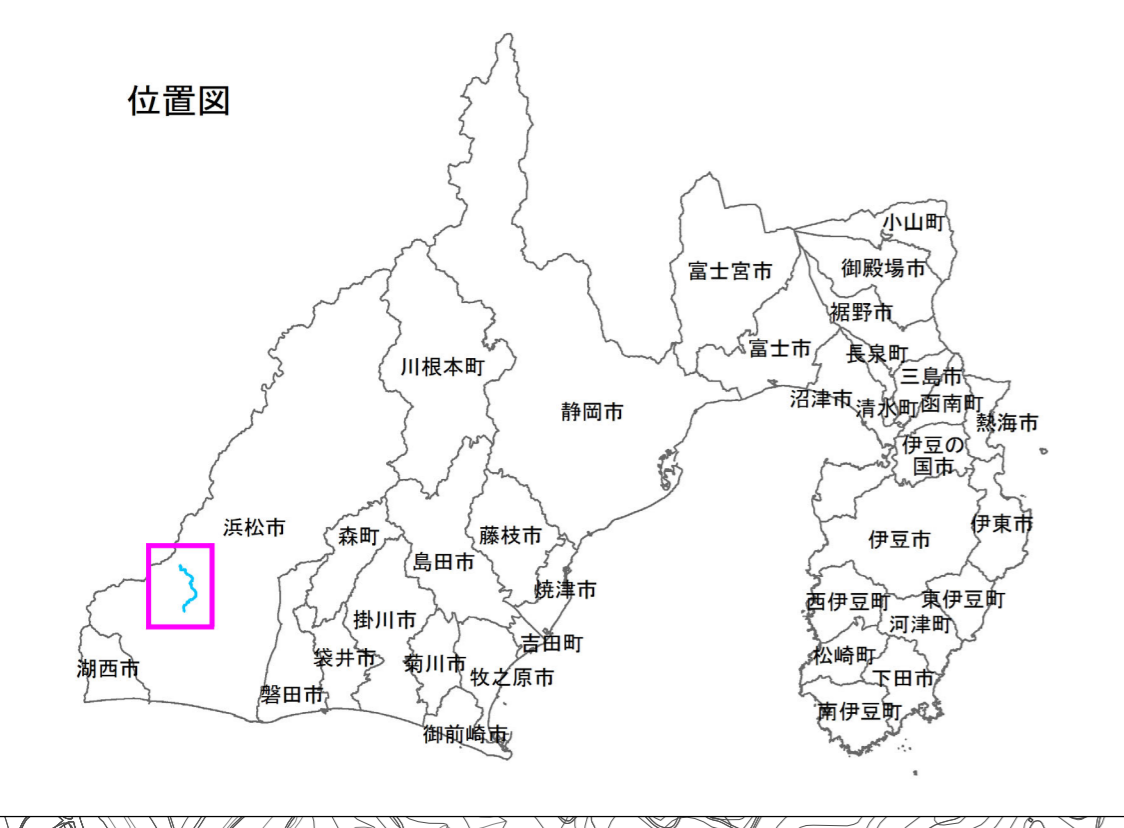 位置図
小山町
御殿場市
富士宮市
裾野市
富士市
長泉町
川根本町
三島市
沼津市
清水町
函南町
静岡市
熱海市
伊豆の
国市
浜松市
森町
藤枝市
伊東市
伊豆市
島田市
焼津市
西伊豆町
東伊豆町
掛川市
河津町
吉田町
袋井市
菊川市
松崎町
湖西市
牧之原市
下田市
磐田市
南伊豆町
御前崎市